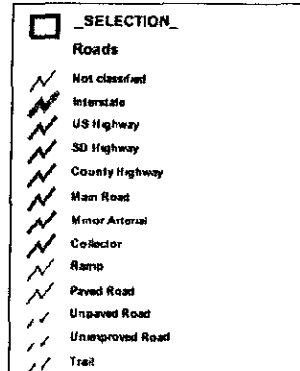 _SELECTION_
Roads
Not classified
Interstate
US Highway
SD Highway
County Highway
Main Road
Minor Arterial
Collector
Ramp
Paved Road
Unpaved Road
Unimproved Road
Trail